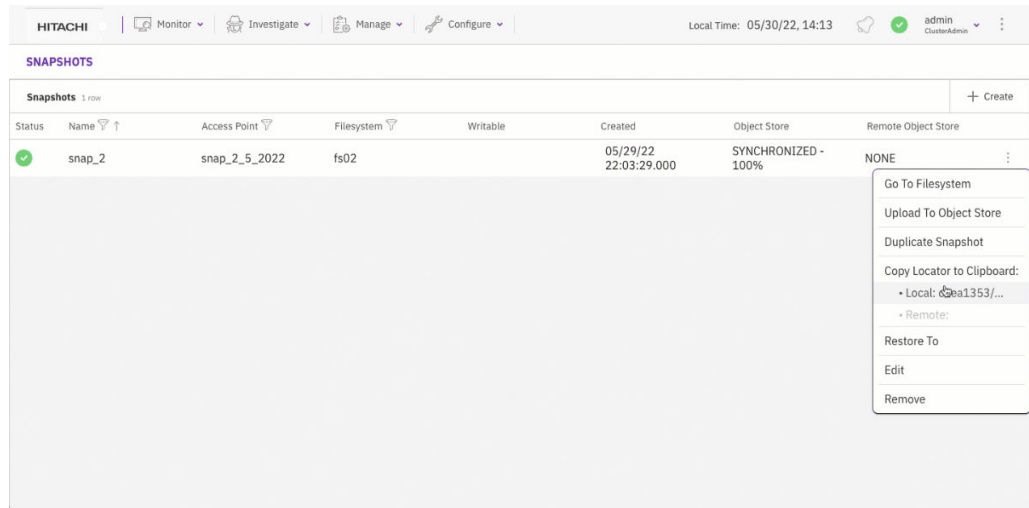 HITACHI
Monitor
Investigate
Manage
Configure
Local Time: 05/30/22, 14:13
admin
ClusterAdmin
SNAPSHOTS
Snapshots 1 row
+ Create
Status Name ↑ Access Point Filesystem Writable Created Object Store Remote Object Store
snap_2 snap_2_5_2022 fs02 05/29/22 22:03:29.000 SYNCHRONIZED - 100% NONE
Go To Filesystem
Upload To Object Store
Duplicate Snapshot
Copy Locator to Clipboard:
• Local:
• Remote:
Restore To
Edit
Remove